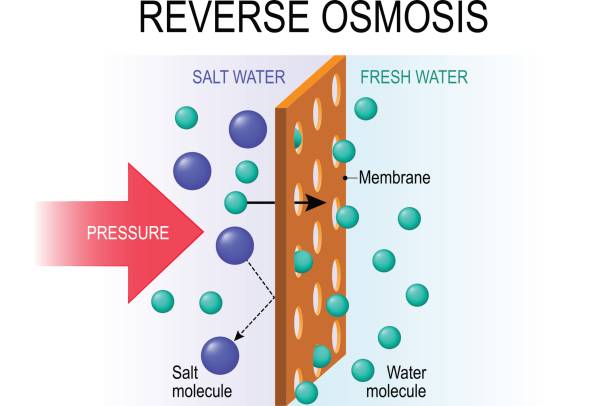 REVERSE OSMOSIS
SALT WATER
FRESH WATER
Membrane
PRESSURE
Salt
molecule
Water
molecule